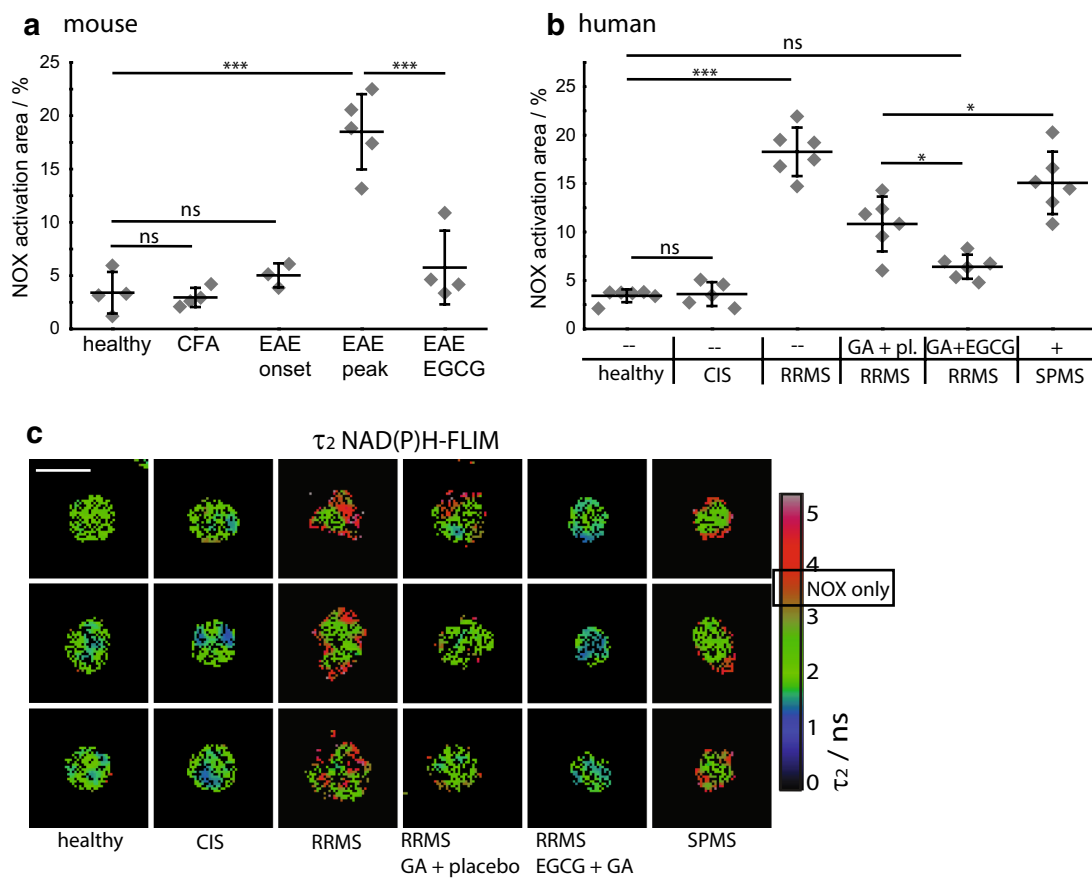 a mouse
NOX activation area / %
25
20
15
10
5
0
***
***
ns
ns
healthy
CFA
EAE
onset
EAE
peak
EAE
EGCG
b human
NOX activation area / %
25
20
15
10
5
0
ns
***
*
*
ns
-- -- -- GA + pl. GA+EGCG +
healthy CIS RRMS RRMS RRMS SPMS
c
τ2 NAD(P)H-FLIM
5
4
NOX only
3
2
1
0
τ2 / ns
healthy
CIS
RRMS
RRMS
GA + placebo
RRMS
EGCG + GA
SPMS